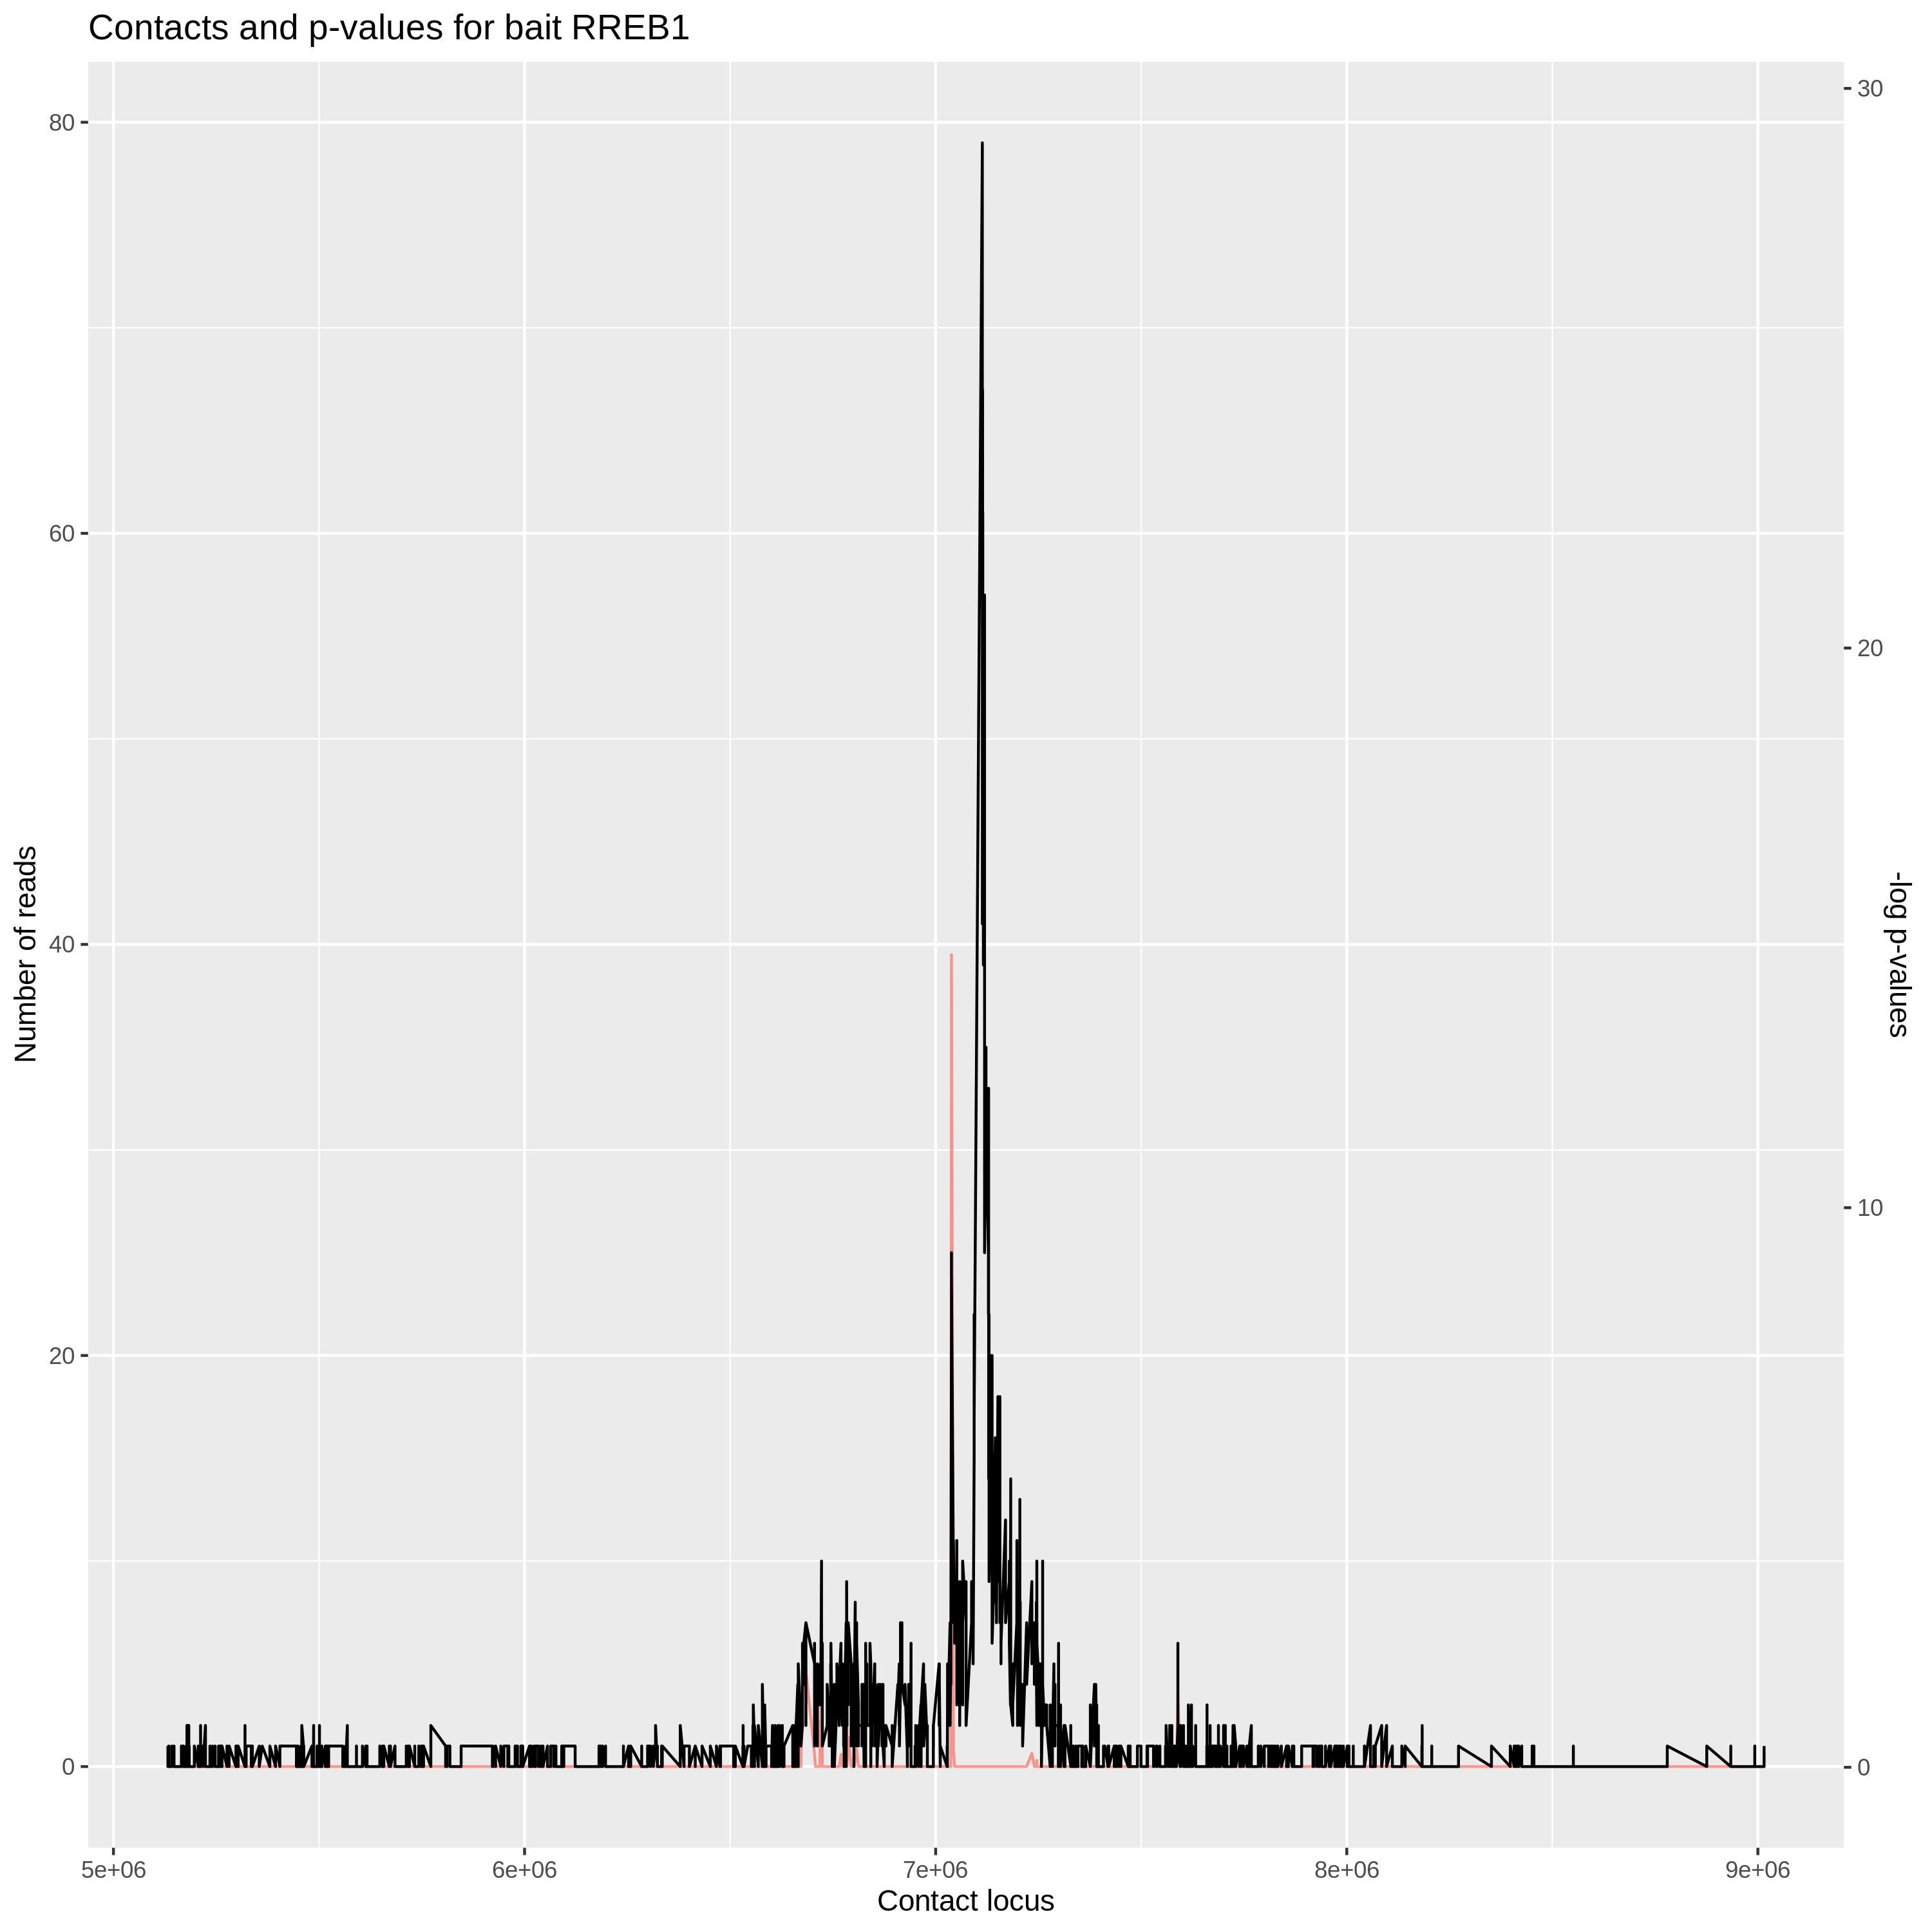 Contacts and p-values for bait RREB1
80
60
40
20
0
Number of reads
30
20
10
0
-log p-values
5e+06
6e+06
7e+06
8e+06
9e+06
Contact locus